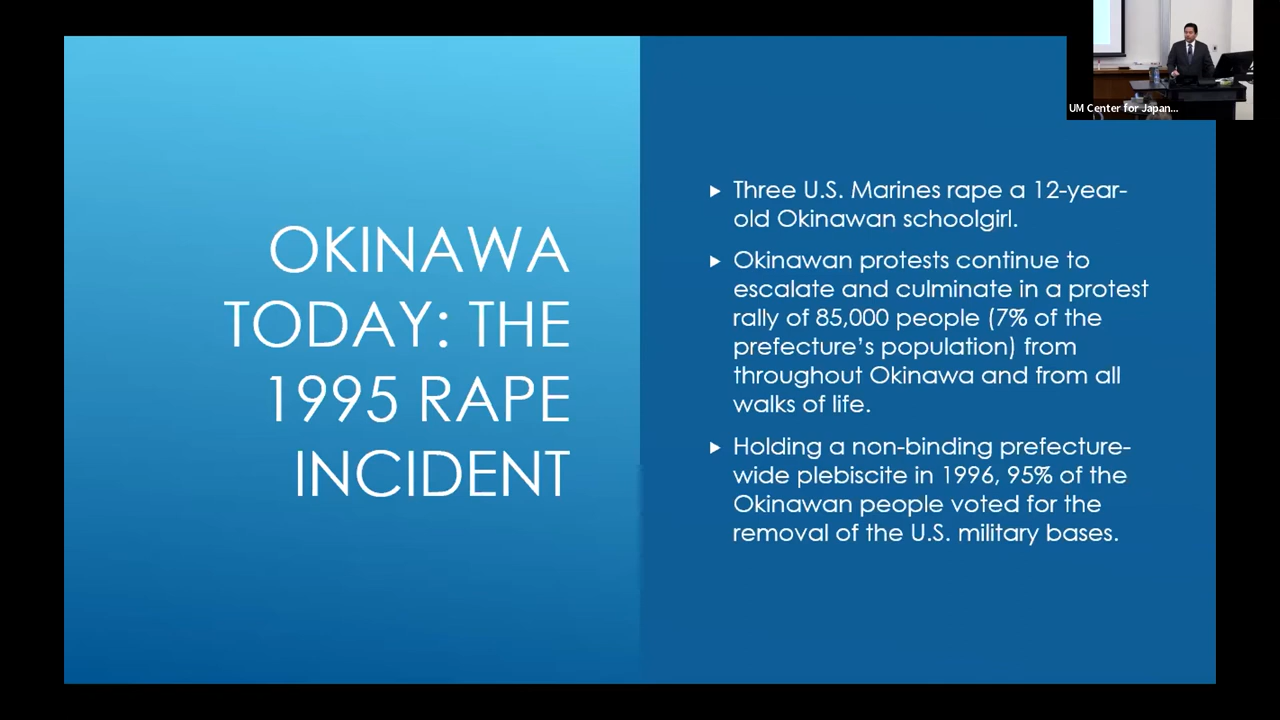 UM Center for Japan...
OKINAWA
TODAY: THE
1995 RAPE
INCIDENT
Three U.S. Marines rape a 12-year-
old Okinawan schoolgirl.
Okinawan protests continue to
escalate and culminate in a protest
rally of 85,000 people (7% of the
prefecture's population) from
throughout Okinawa and from all
walks of life.
Holding a non-binding prefecture-
wide plebiscite in 1996, 95% of the
Okinawan people voted for the
removal of the U.S. military bases.